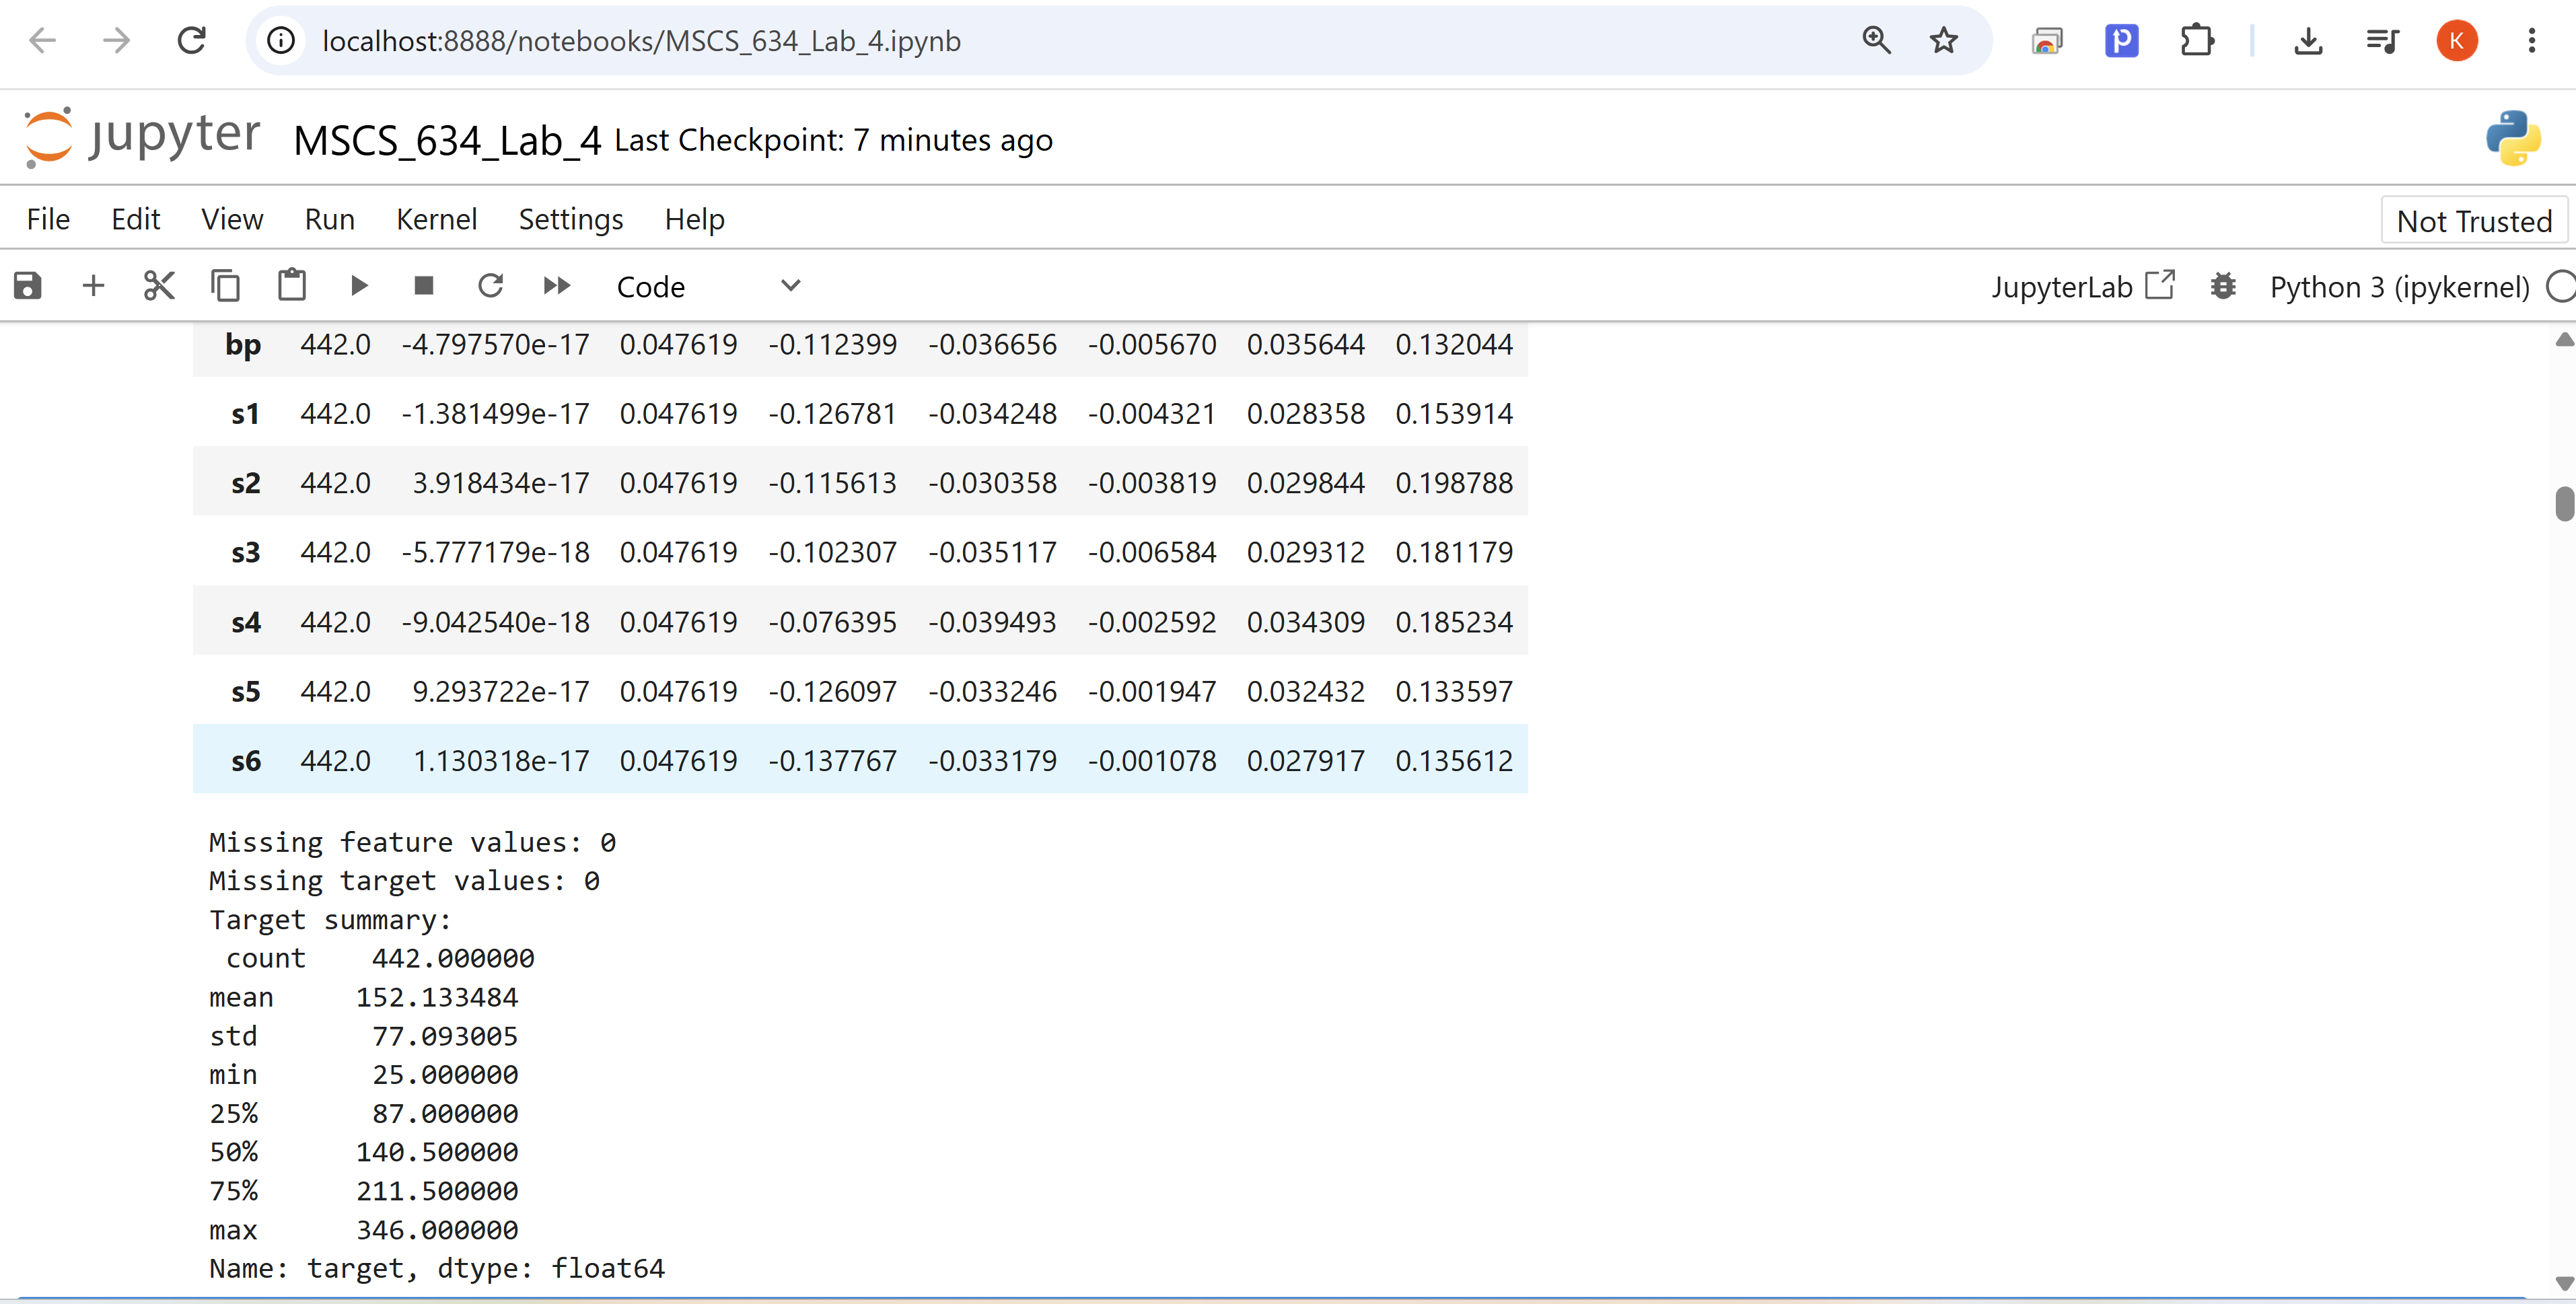 localhost:8888/notebooks/MSCS_634_Lab_4.ipynb
K
jupyter MSCS_634_Lab_4 Last Checkpoint: 7 minutes ago
File Edit View Run Kernel Settings Help Not Trusted
Code JupyterLab Python 3 (ipykernel)
bp 442.0 -4.797570e-17 0.047619 -0.112399 -0.036656 -0.005670 0.035644 0.132044
s1 442.0 -1.381499e-17 0.047619 -0.126781 -0.034248 -0.004321 0.028358 0.153914
s2 442.0 3.918434e-17 0.047619 -0.115613 -0.030358 -0.003819 0.029844 0.198788
s3 442.0 -5.777179e-18 0.047619 -0.102307 -0.035117 -0.006584 0.029312 0.181179
s4 442.0 -9.042540e-18 0.047619 -0.076395 -0.039493 -0.002592 0.034309 0.185234
s5 442.0 9.293722e-17 0.047619 -0.126097 -0.033246 -0.001947 0.032432 0.133597
s6 442.0 1.130318e-17 0.047619 -0.137767 -0.033179 -0.001078 0.027917 0.135612
Missing feature values: 0
Missing target values: 0
Target summary:
count 442.000000
mean 152.133484
std 77.093005
min 25.000000
25% 87.000000
50% 140.500000
75% 211.500000
max 346.000000
Name: target, dtype: float64